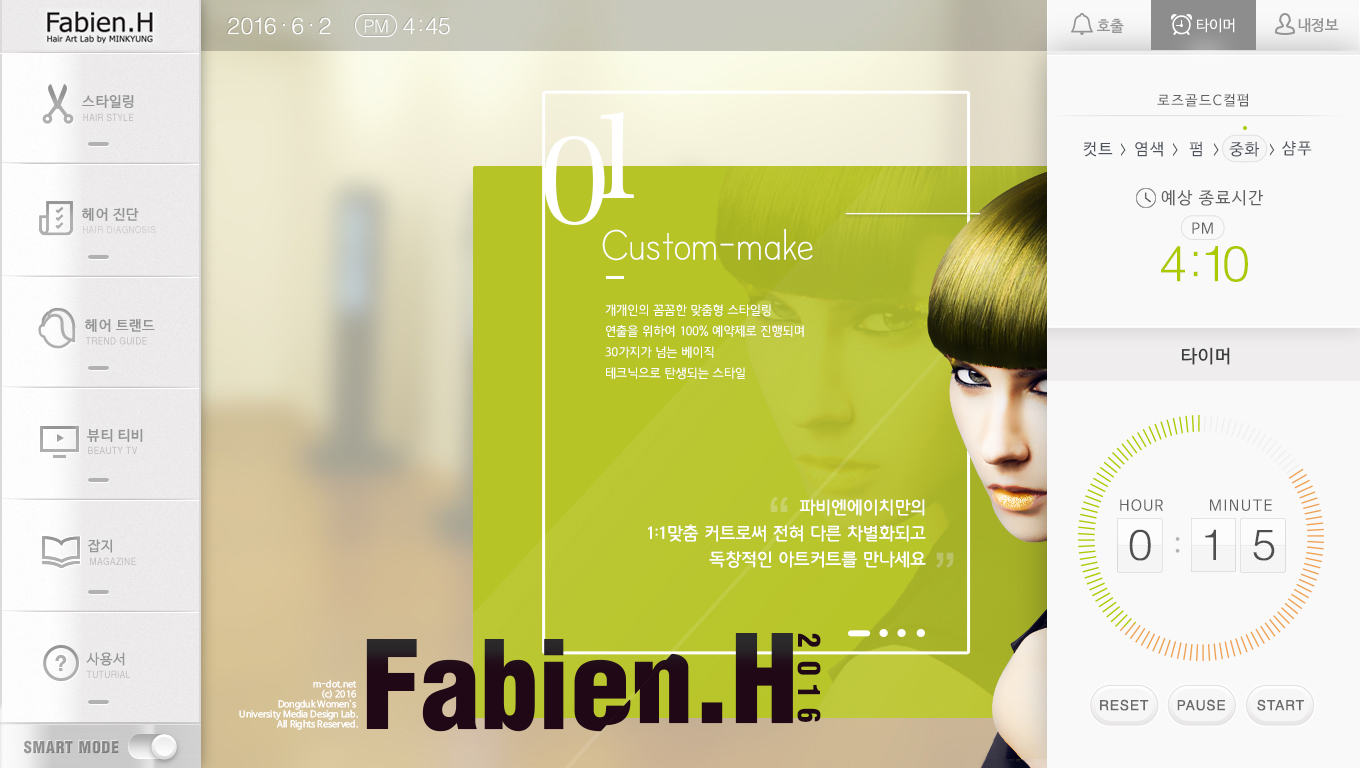 Fabien.H
Hair Art Lab by MINKYUNG
2016 · 6 · 2 PM 4:45
호출
타이머
내정보
스타일링
HAIR STYLE
헤어 진단
HAIR DIAGNOSIS
헤어 트랜드
TREND GUIDE
뷰티 티비
BEAUTY TV
잡지
MAGAZINE
사용서
TUTURIAL
SMART MODE
01
Custom-make
개개인의 꼼꼼한 맞춤형 스타일링
연출을 위하여 100% 예약제로 진행되며
30가지가 넘는 베이직
테크닉으로 탄생되는 스타일
“ 파비엔에이치만의
1:1맞춤 커트로써 전혀 다른 차별화되고
독창적인 아트커트를 만나세요 ”
Fabien.H
2016
m-dot.net
(c) 2016
Dongduk Women's
University Media Design Lab.
All Rights Reserved.
로즈골드C컬펌
컷트 > 염색 > 펌 > 중화 > 샴푸
예상 종료시간
PM
4:10
타이머
HOUR MINUTE
0 : 1 5
RESET PAUSE START